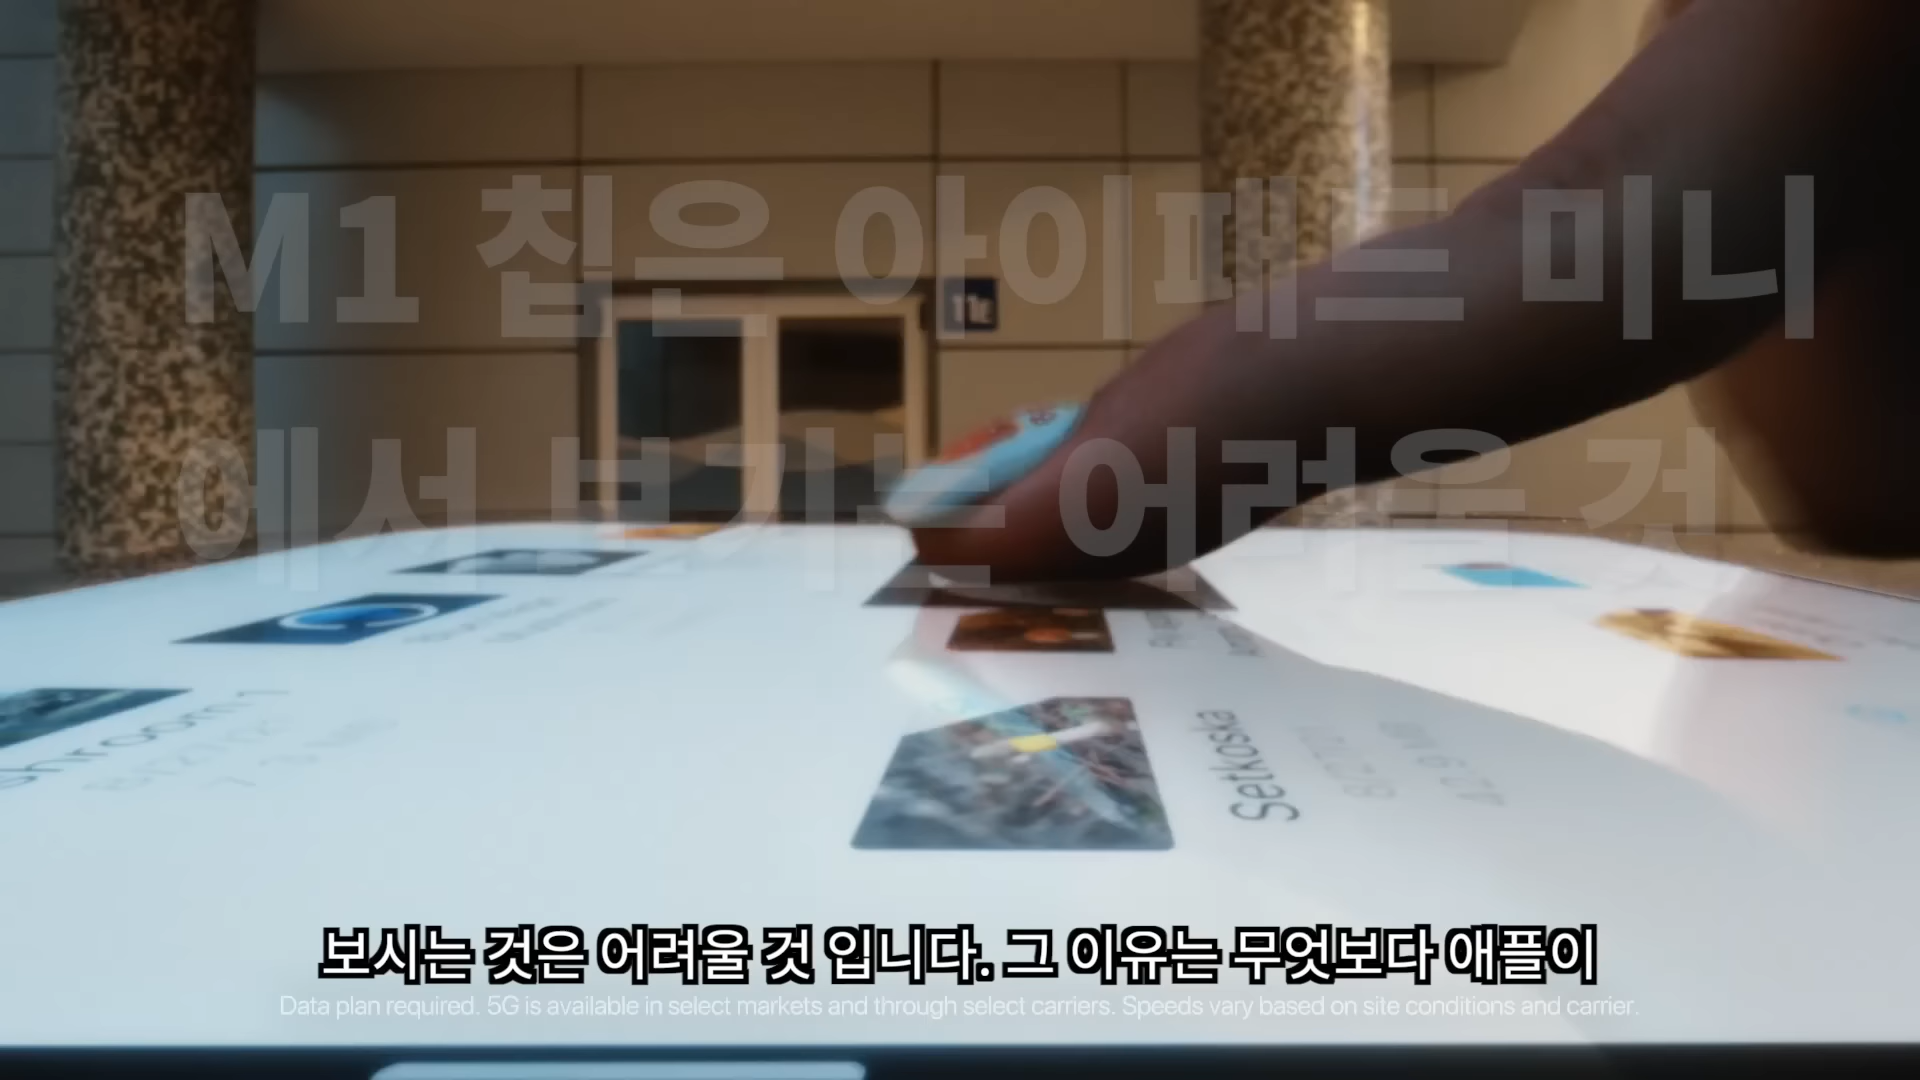 M1 칩은 아이패드 미니
에서 보기는 어려울 것
Setkoska
보시는 것은 어려울 것 입니다. 그 이유는 무엇보다 애플이
Data plan required. 5G is available in select markets and through select carriers. Speeds vary based on site conditions and carrier.